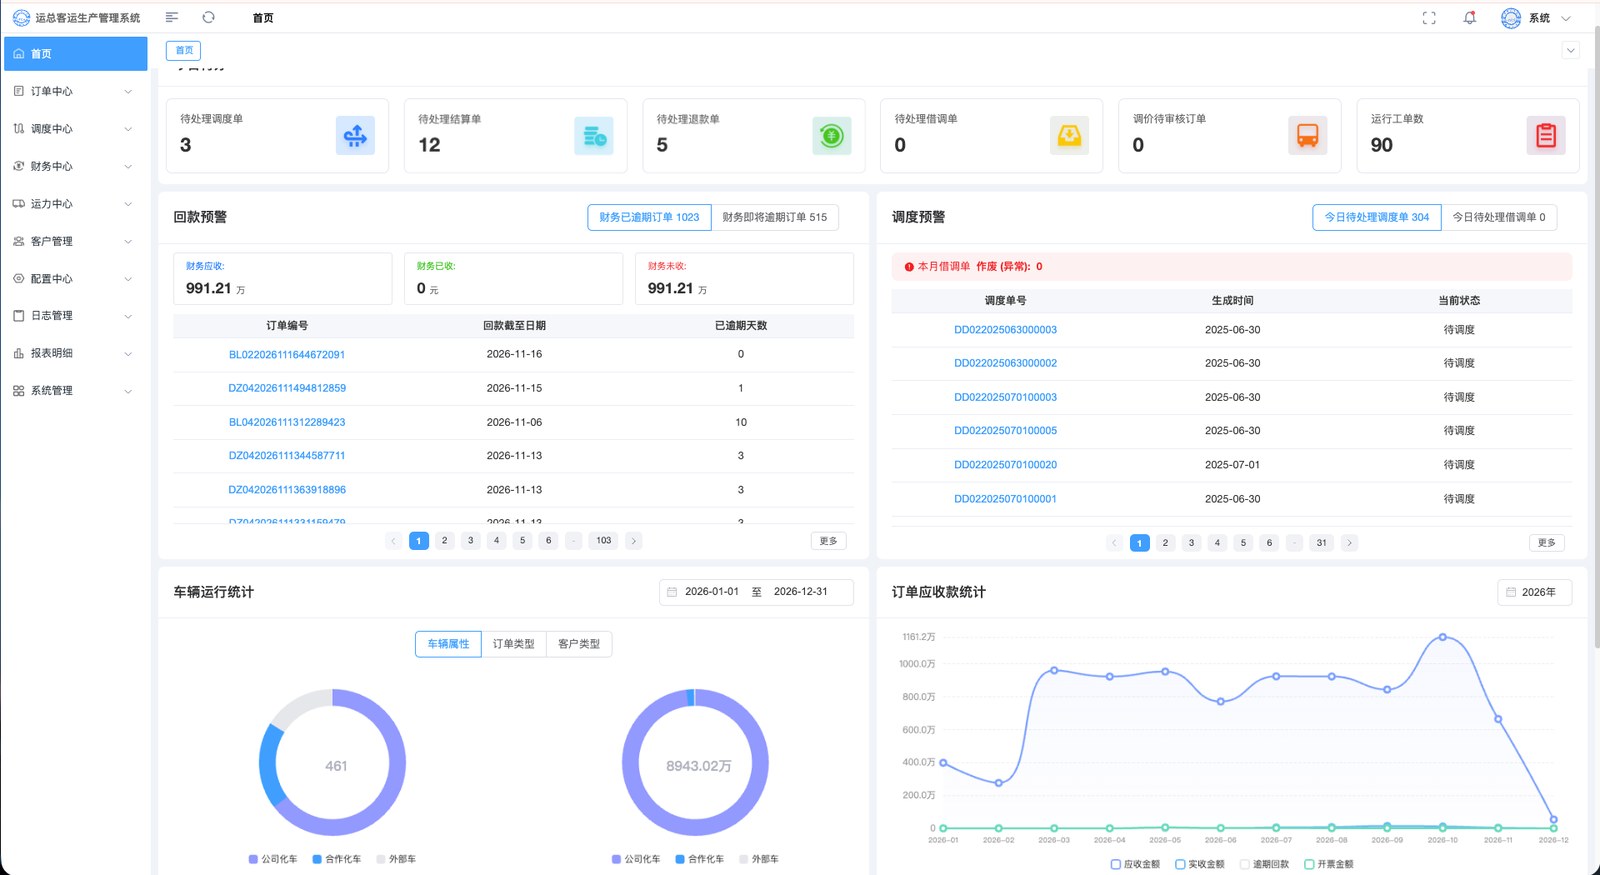 运总客运生产管理系统
首页
系统
首页
订单中心
调度中心
财务中心
运力中心
客户管理
配置中心
日志管理
报表明细
系统管理
首页
待处理调度单
3
待处理结算单
12
待处理退款单
5
待处理借调单
0
调价待审核订单
0
运行工单数
90
回款预警
财务已逾期订单 1023
财务即将逾期订单 515
财务应收:
991.21 万
财务已收:
0 元
财务未收:
991.21 万
订单编号 回款截至日期 已逾期天数
BL022026111644672091 2026-11-16 0
DZ042026111494812859 2026-11-15 1
BL042026111312289423 2026-11-06 10
DZ042026111344587711 2026-11-13 3
DZ042026111363918896 2026-11-13 3
DZ042026111331159479 2026-11-13 3
1 2 3 4 5 6 103
更多
调度预警
今日待处理调度单 304
今日待处理借调单 0
本月借调单 作废 (异常): 0
调度单号 生成时间 当前状态
DD022025063000003 2025-06-30 待调度
DD022025063000002 2025-06-30 待调度
DD022025070100003 2025-06-30 待调度
DD022025070100005 2025-06-30 待调度
DD022025070100020 2025-07-01 待调度
DD022025070100001 2025-06-30 待调度
1 2 3 4 5 6 31
更多
车辆运行统计
2026-01-01 至 2026-12-31
车辆属性 订单类型 客户类型
461
公司化车 合作化车 外部车
8943.02万
公司化车 合作化车 外部车
订单应收款统计
2026年
1161.2万
1000.0万
800.0万
600.0万
400.0万
200.0万
0
2026-01 2026-02 2026-03 2026-04 2026-05 2026-06 2026-07 2026-08 2026-09 2026-10 2026-11 2026-12
应收金额 实收金额 逾期回款 开票金额